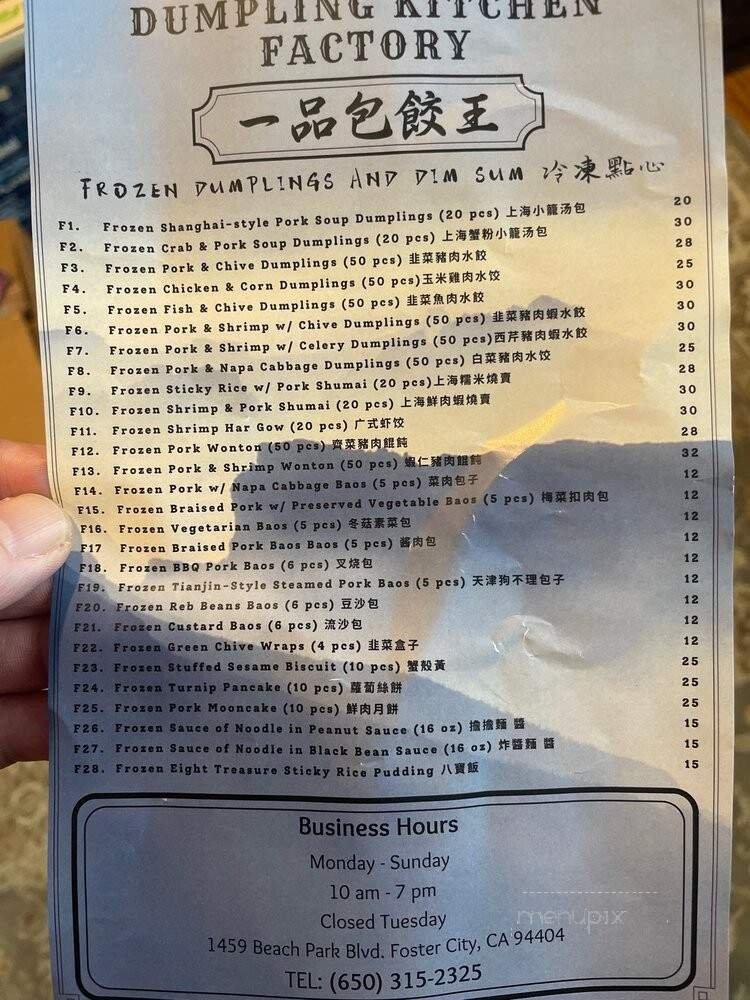 DUMPLING KITCHEN
FACTORY
一品包餃王
FROZEN DUMPLINGS AND DIM SUM 冷凍點心
F1. Frozen Shanghai-style Pork Soup Dumplings (20 pcs) 上海小籠汤包 20
F2. Frozen Crab & Pork Soup Dumplings (20 pcs) 上海蟹粉小籠汤包 30
F3. Frozen Pork & Chive Dumplings (50 pcs) 韭菜豬肉水餃 28
F4. Frozen Chicken & Corn Dumplings (50 pcs)玉米雞肉水饺 25
F5. Frozen Fish & Chive Dumplings (50 pcs) 韭菜魚肉水餃 30
F6. Frozen Pork & Shrimp w/ Chive Dumplings (50 pcs) 韭菜豬肉蝦水餃 30
F7. Frozen Pork & Shrimp w/ Celery Dumplings (50 pcs)西芹豬肉蝦水餃 30
F8. Frozen Pork & Napa Cabbage Dumplings (50 pcs) 白菜豬肉水饺 25
F9. Frozen Sticky Rice w/ Pork Shumai (20 pcs)上海糯米燒賣 28
F10. Frozen Shrimp & Pork Shumai (20 pcs) 上海鮮肉蝦燒賣 30
F11. Frozen Shrimp Har Gow (20 pcs) 广式虾饺 30
F12. Frozen Pork Wonton (50 pcs) 齊菜豬肉餛飩 28
F13. Frozen Pork & Shrimp Wonton (50 pcs) 蝦仁豬肉餛飩 32
F14. Frozen Pork w/ Napa Cabbage Baos (5 pcs) 菜肉包子 12
F15. Frozen Braised Pork w/ Preserved Vegetable Baos (5 pcs) 梅菜扣肉包 12
F16. Frozen Vegetarian Baos (5 pcs) 冬菇素菜包 12
F17 Frozen Braised Pork Baos Baos (5 pcs) 酱肉包 12
F18. Frozen BBQ Pork Baos (6 pcs) 叉烧包 12
F19. Frozen Tianjin-Style Steamed Pork Baos (5 pcs) 天津狗不理包子 12
F20. Frozen Reb Beans Baos (6 pcs) 豆沙包 12
F21. Frozen Custard Baos (6 pcs) 流沙包 12
F22. Frozen Green Chive Wraps (4 pcs) 韭菜盒子 12
F23. Frozen Stuffed Sesame Biscuit (10 pcs) 蟹殼黃 25
F24. Frozen Turnip Pancake (10 pcs) 蘿蔔絲餅 25
F25. Frozen Pork Mooncake (10 pcs) 鮮肉月餅 25
F26. Frozen Sauce of Noodle in Peanut Sauce (16 oz) 擔擔麵 醬 15
F27. Frozen Sauce of Noodle in Black Bean Sauce (16 oz) 炸醬麵 醬 15
F28. Frozen Eight Treasure Sticky Rice Pudding 八寶飯 15
Business Hours
Monday - Sunday
10 am - 7 pm
Closed Tuesday
1459 Beach Park Blvd. Foster City, CA 94404
TEL: (650) 315-2325
menupix